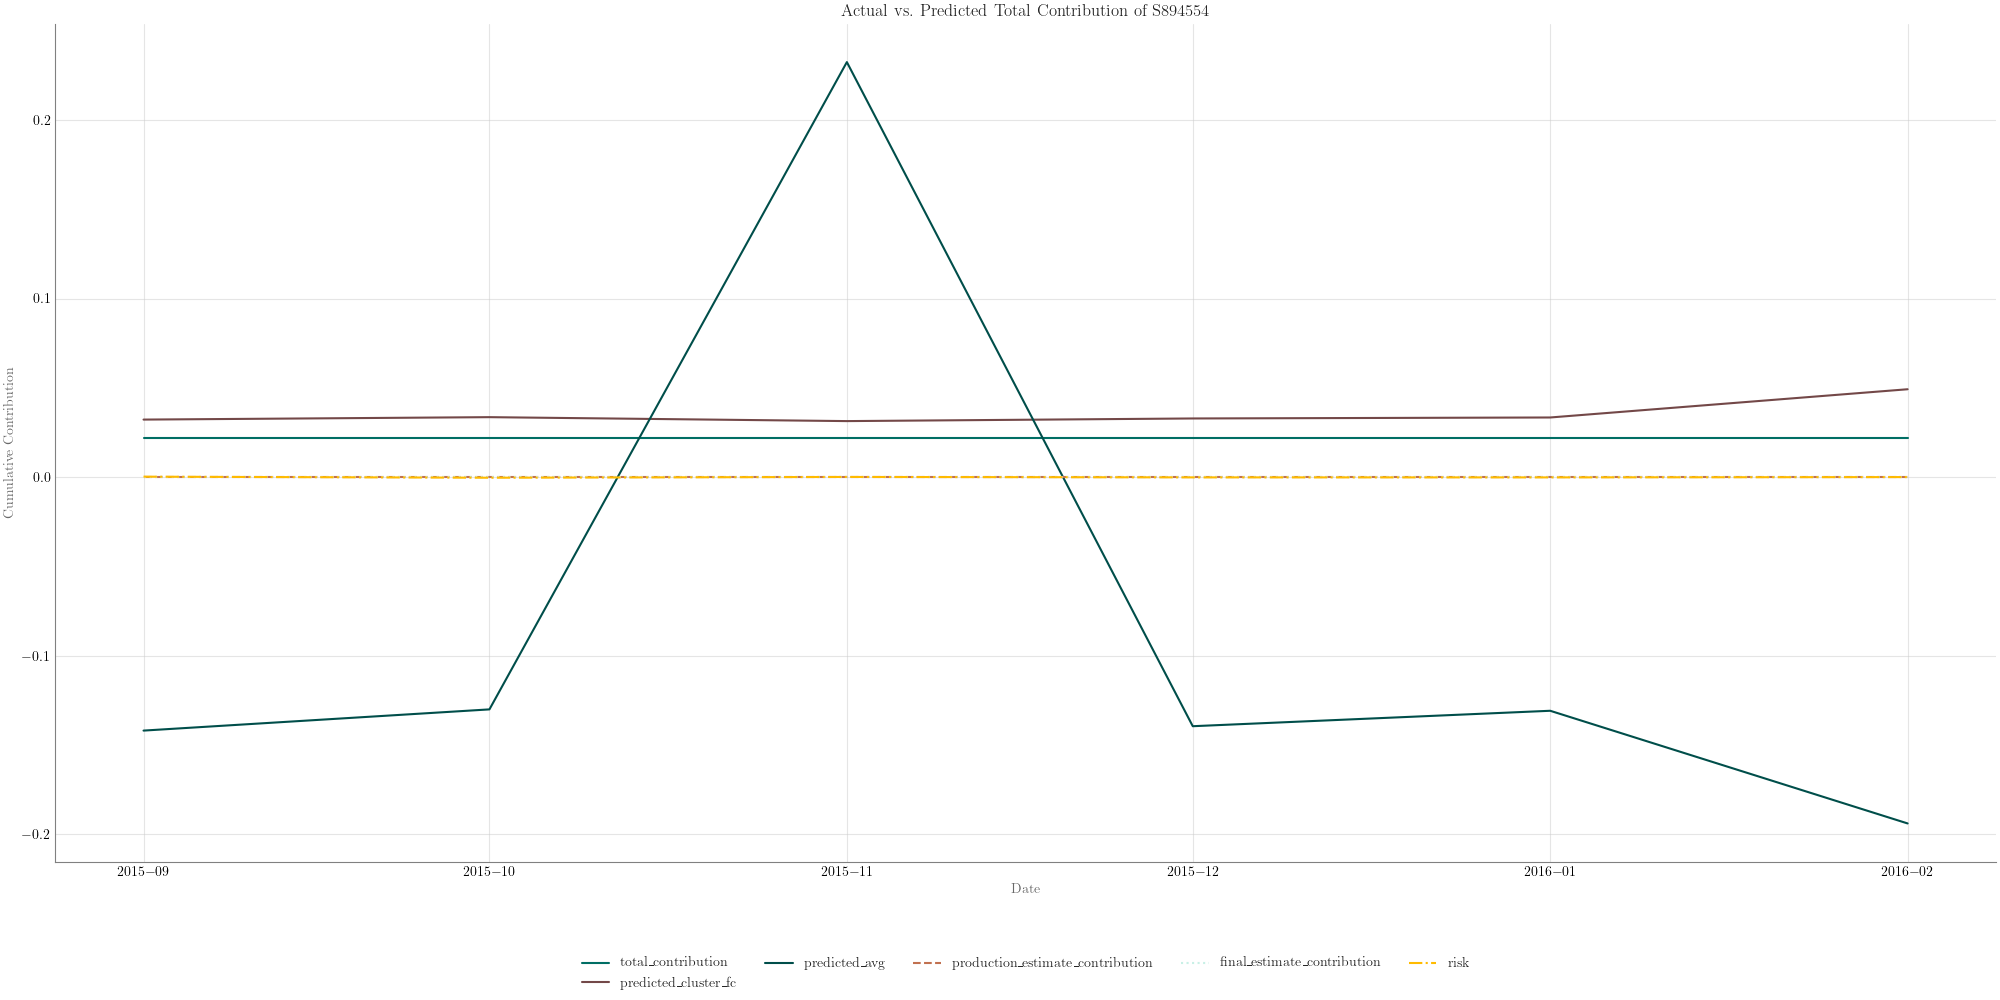 Actual vs. Predicted Total Contribution of S894554
Cumulative Contribution
0.2
0.1
0.0
−0.1
−0.2
2015−09 2015−10 2015−11 2015−12 2016−01 2016−02
Date
total_contribution predicted_avg production_estimate_contribution final_estimate_contribution risk
predicted_cluster_fc